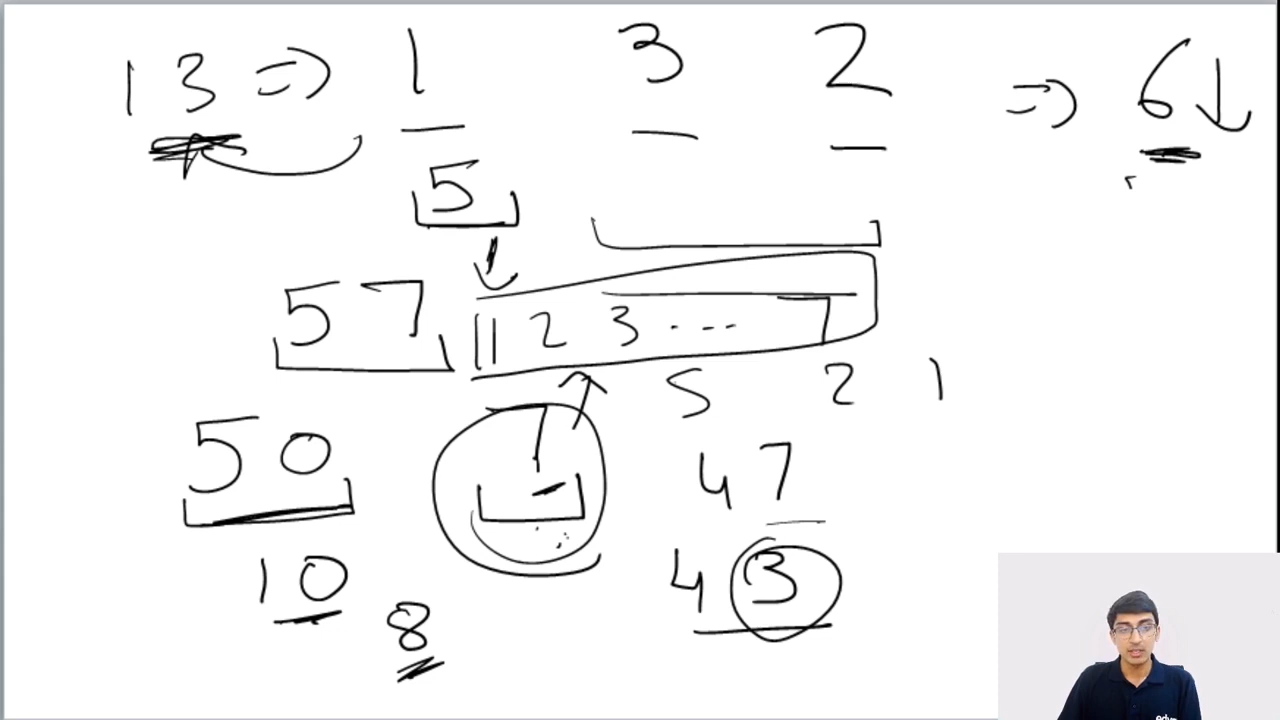 13 => 1 3 2 => 6↓
5
57 1 2 3 ... 7
5 2 1
50 7 47
10 8 43